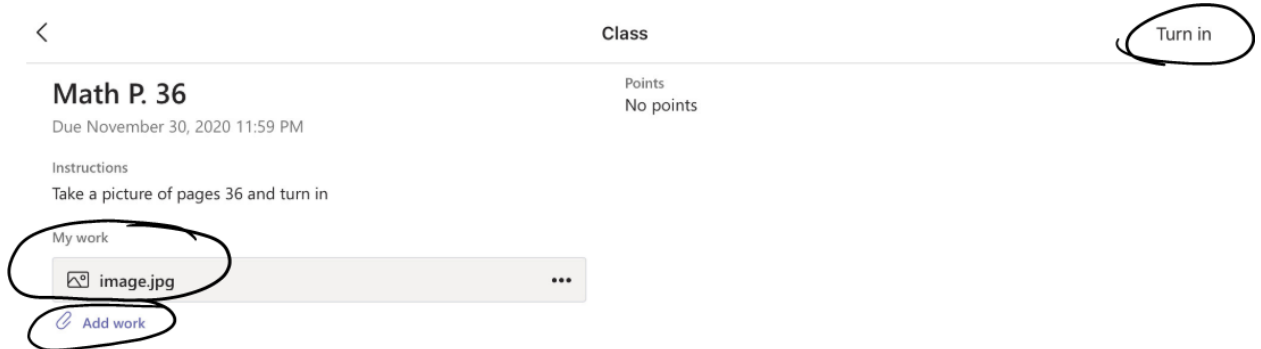 Class
Turn in
Math P. 36
Due November 30, 2020 11:59 PM
Points
No points
Instructions
Take a picture of pages 36 and turn in
My work
image.jpg
Add work